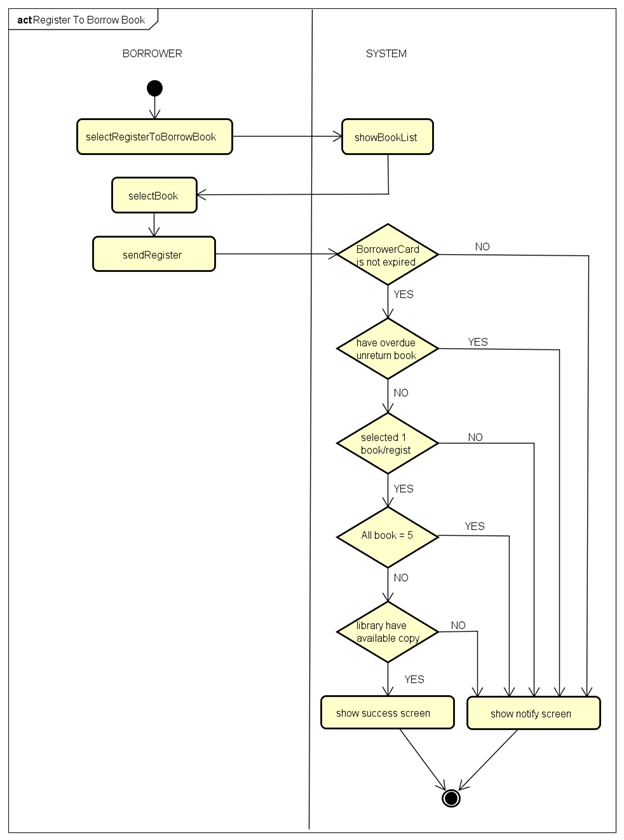 act Register To Borrow Book
BORROWER
SYSTEM
selectRegisterToBorrowBook
showBookList
selectBook
sendRegister
BorrowerCard
is not expired
NO
YES
have overdue
unreturn book
YES
NO
selected 1
book/regist
NO
YES
All book = 5
YES
NO
library have
available copy
NO
YES
show success screen
show notify screen